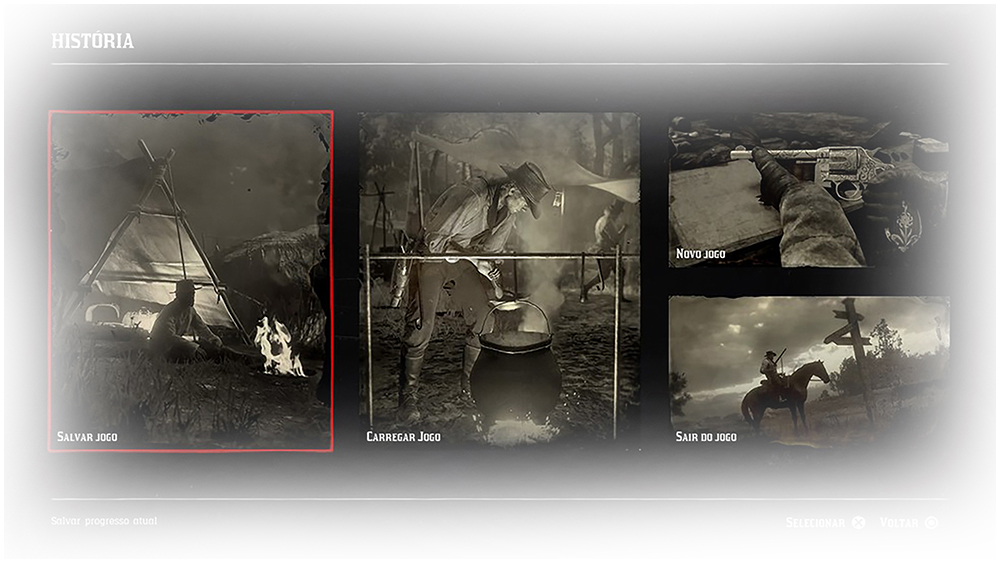 HISTÓRIA
Novo jogo
Salvar jogo
Carregar Jogo
Sair do jogo
Salvar progresso atual
Selecionar
Voltar